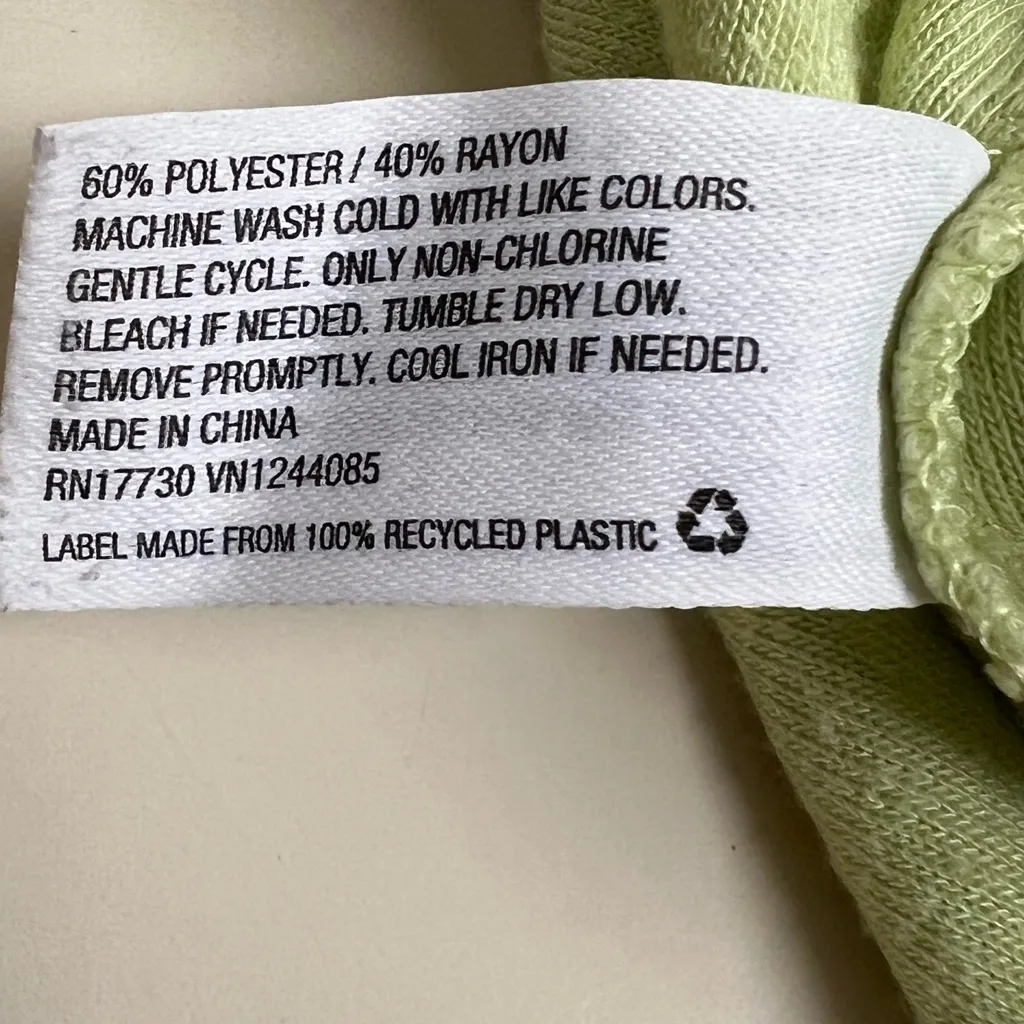 60% POLYESTER / 40% RAYON
MACHINE WASH COLD WITH LIKE COLORS.
GENTLE CYCLE. ONLY NON-CHLORINE
BLEACH IF NEEDED. TUMBLE DRY LOW.
REMOVE PROMPTLY. COOL IRON IF NEEDED.
MADE IN CHINA
RN17730 VN1244085
LABEL MADE FROM 100% RECYCLED PLASTIC